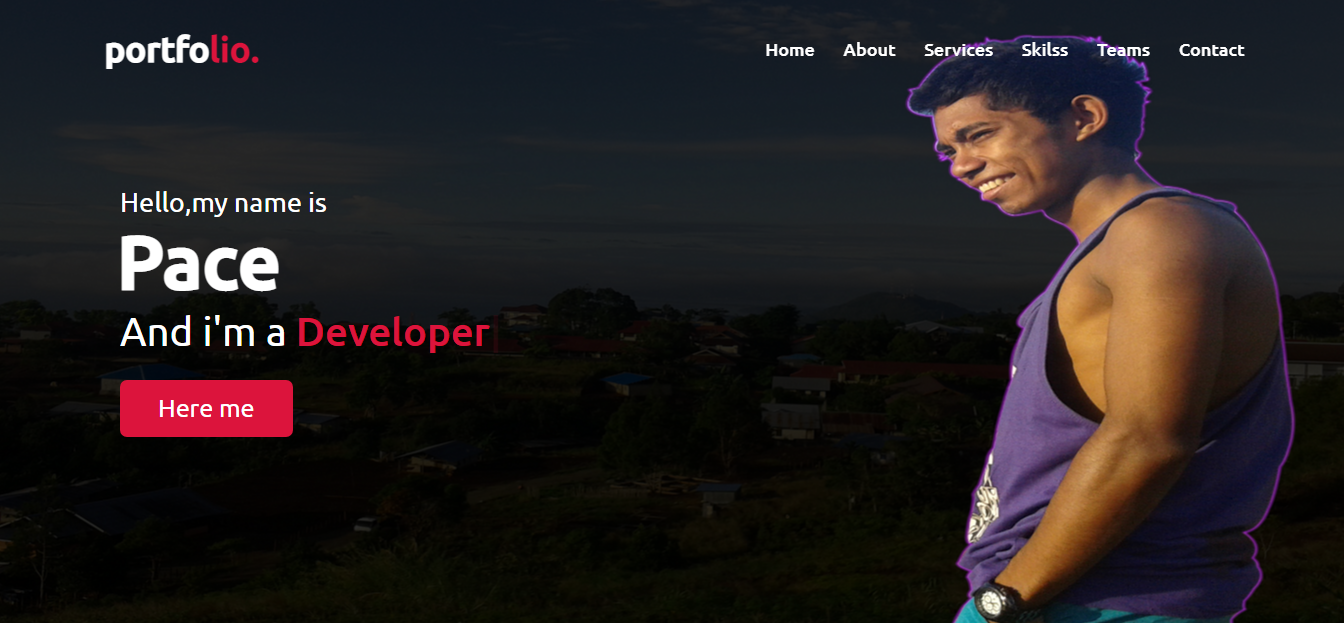 portfolio.
Home About Services Skilss Teams Contact
Hello,my name is
Pace
And i'm a Developer
Here me